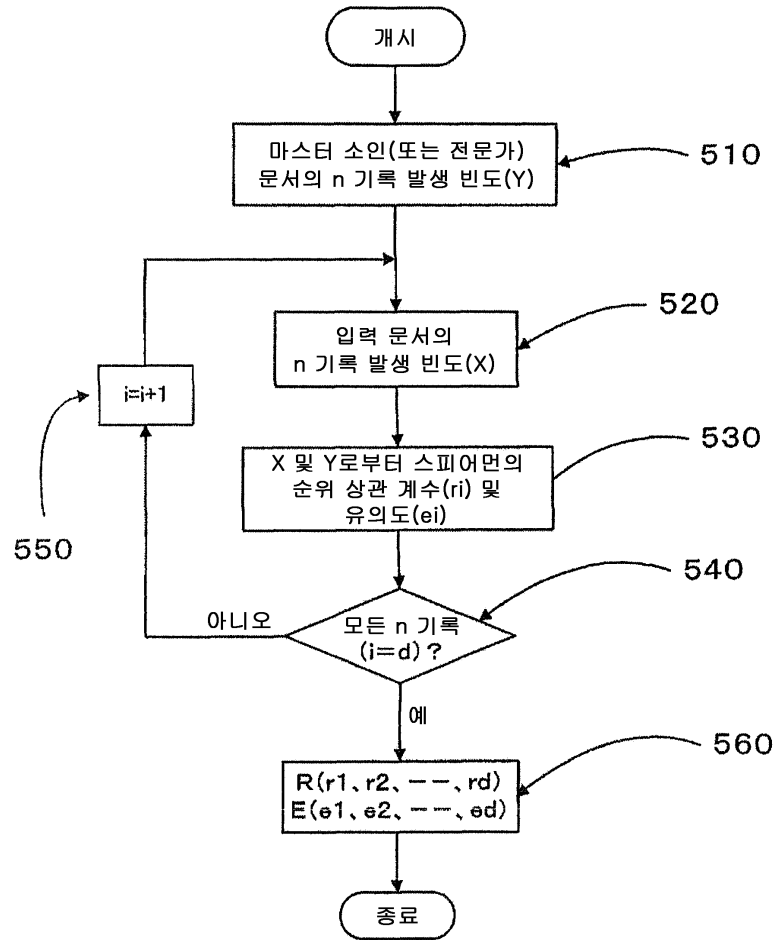 개시
마스터 소인(또는 전문가)
문서의 n 기록 발생 빈도(Y)
510
520
입력 문서의
n 기록 발생 빈도(X)
i=i+1
530
X 및 Y로부터 스피어먼의
순위 상관 계수(ri) 및
유의도(ei)
550
540
아니오
모든 n 기록
(i=d)?
예
560
R(r1、r2、——、rd)
E(e1、e2、——、ed)
종료